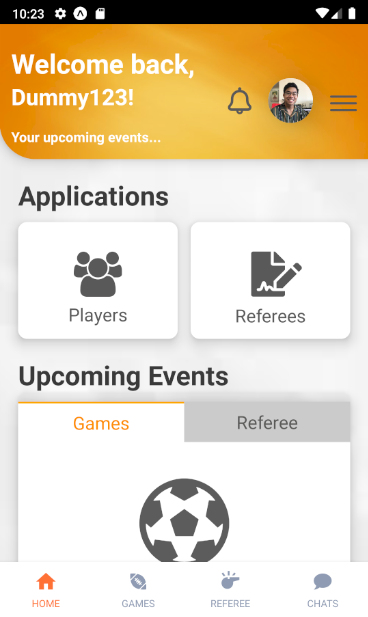 10:23
Welcome back,
Dummy123!
Your upcoming events...
Applications
Players
Referees
Upcoming Events
Games
Referee
HOME
GAMES
REFEREE
CHATS